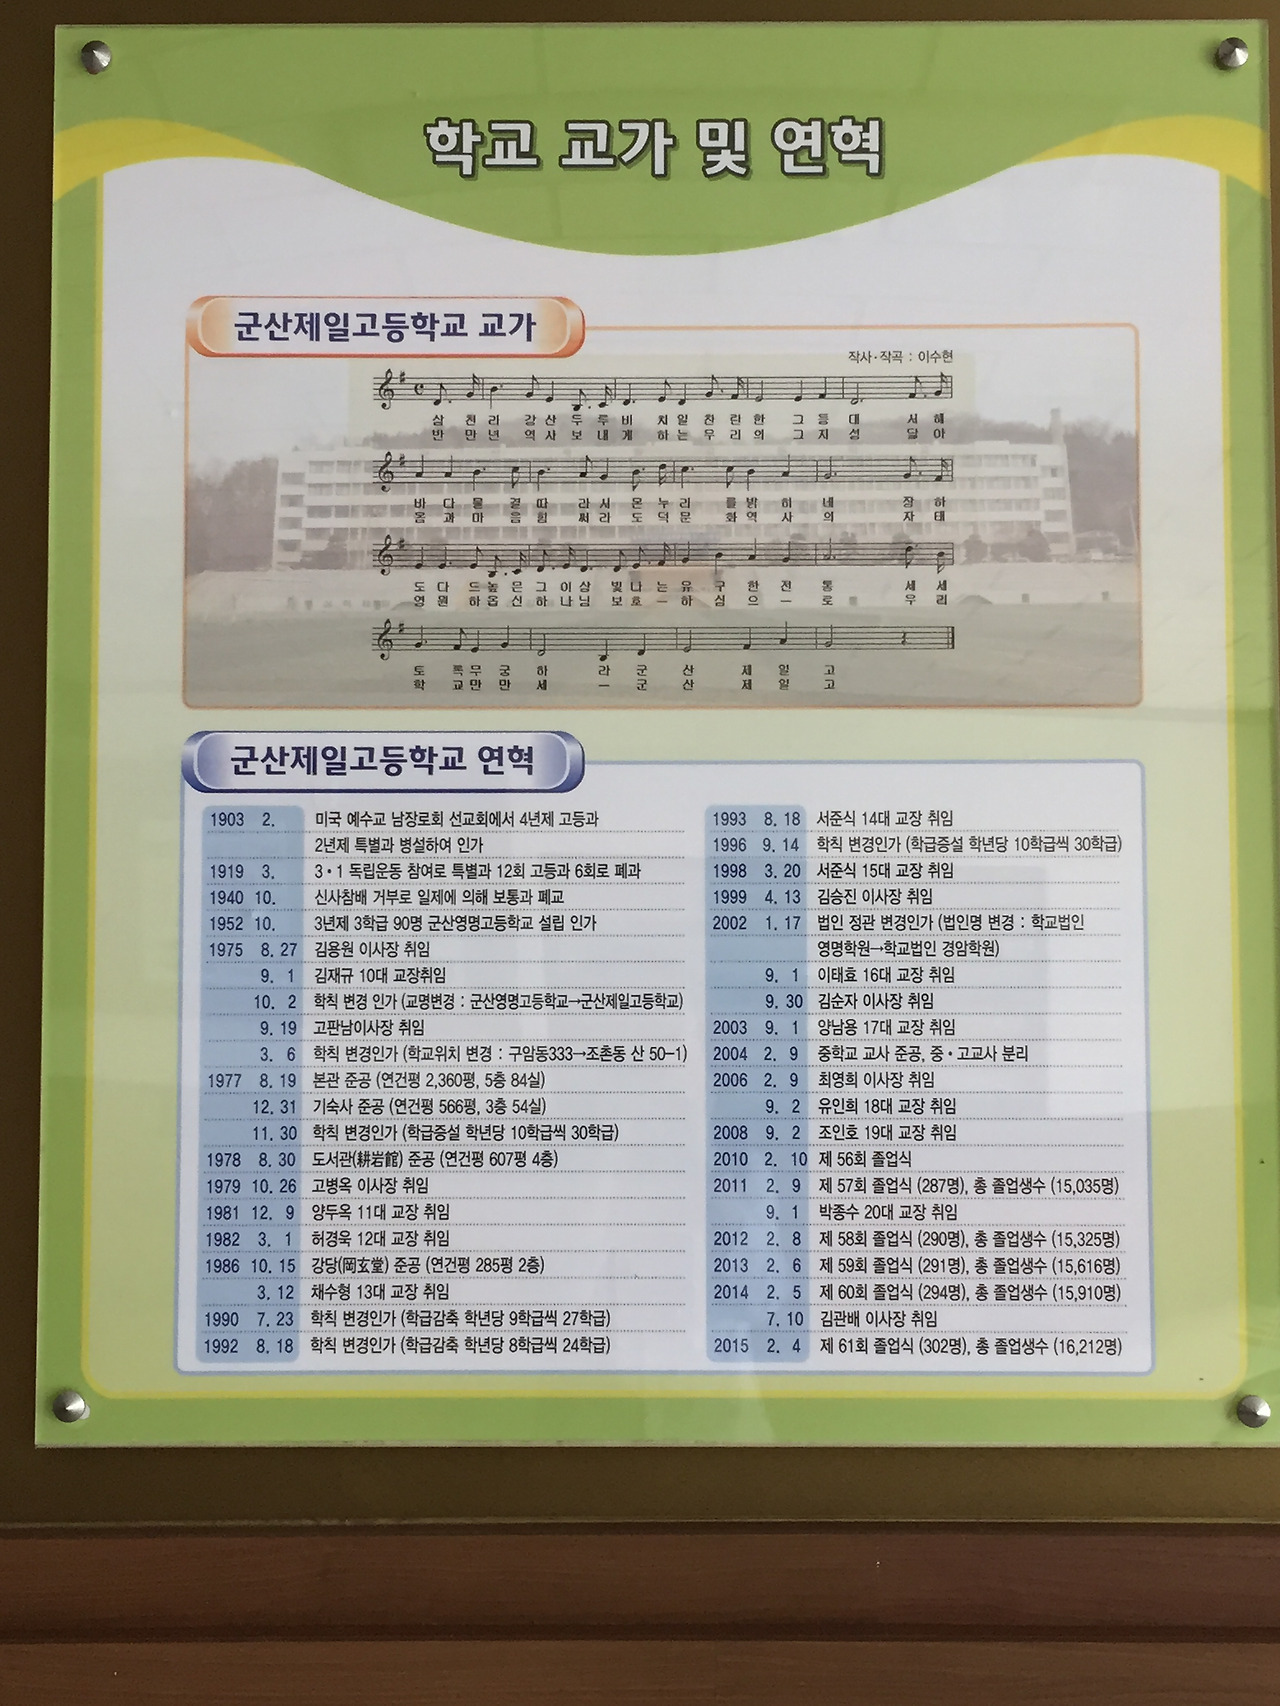 학교 교가 및 연혁
군산제일고등학교 교가
작사·작곡 : 이수현
삼 천 리 강 산 두 루 비 치 일 찬 란 한 그 등 대 서 해
반 만 년 역 사 보 내 게 하 는 우 리 의 그 지 성 닦 아
바 다 물 결 따 라 서 온 누 리 를 밝 히 네 장 하
몸 과 마 음 힘 써 라 도 덕 문 화 역 사 의 자 태
도 다 드 높 은 그 이 상 빛 나 는 유 구 한 전 통 세 세
영 원 하 옵 신 하 나 님 보 호 - 하 심 으 - 로 우 리
토 록 무 궁 하 라 군 산 제 일 고
학 교 만 만 세 - 군 산 제 일 고
군산제일고등학교 연혁
1903 2. 미국 예수교 남장로회 선교회에서 4년제 고등과
2년제 특별과 병설하여 인가
1919 3. 3·1 독립운동 참여로 특별과 12회 고등과 6회로 폐과
1940 10. 신사참배 거부로 일제에 의해 보통과 폐교
1952 10. 3년제 3학급 90명 군산영명고등학교 설립 인가
1975 8. 27 김용원 이사장 취임
9. 1 김재규 10대 교장취임
10. 2 학칙 변경 인가 (교명변경 : 군산영명고등학교→군산제일고등학교)
9. 19 고판남이사장 취임
3. 6 학칙 변경인가 (학교위치 변경 : 구암동333→조촌동 산 50-1)
1977 8. 19 본관 준공 (연건평 2,360평, 5층 84실)
12. 31 기숙사 준공 (연건평 566평, 3층 54실)
11. 30 학칙 변경인가 (학급증설 학년당 10학급씩 30학급)
1978 8. 30 도서관(耕岩館) 준공 (연건평 607평 4층)
1979 10. 26 고병옥 이사장 취임
1981 12. 9 양두옥 11대 교장 취임
1982 3. 1 허경욱 12대 교장 취임
1986 10. 15 강당(岡玄堂) 준공 (연건평 285평 2층)
3. 12 채수형 13대 교장 취임
1990 7. 23 학칙 변경인가 (학급감축 학년당 9학급씩 27학급)
1992 8. 18 학칙 변경인가 (학급감축 학년당 8학급씩 24학급)
1993 8. 18 서준식 14대 교장 취임
1996 9. 14 학칙 변경인가 (학급증설 학년당 10학급씩 30학급)
1998 3. 20 서준식 15대 교장 취임
1999 4. 13 김승진 이사장 취임
2002 1. 17 법인 정관 변경인가 (법인명 변경 : 학교법인
영명학원→학교법인 경암학원)
9. 1 이태효 16대 교장 취임
9. 30 김순자 이사장 취임
2003 9. 1 양남용 17대 교장 취임
2004 2. 9 중학교 교사 준공, 중·고교사 분리
2006 2. 9 최영희 이사장 취임
9. 2 유인희 18대 교장 취임
2008 9. 2 조인호 19대 교장 취임
2010 2. 10 제 56회 졸업식
2011 2. 9 제 57회 졸업식 (287명), 총 졸업생수 (15,035명)
9. 1 박종수 20대 교장 취임
2012 2. 8 제 58회 졸업식 (290명), 총 졸업생수 (15,325명)
2013 2. 6 제 59회 졸업식 (291명), 총 졸업생수 (15,616명)
2014 2. 5 제 60회 졸업식 (294명), 총 졸업생수 (15,910명)
7. 10 김관배 이사장 취임
2015 2. 4 제 61회 졸업식 (302명), 총 졸업생수 (16,212명)